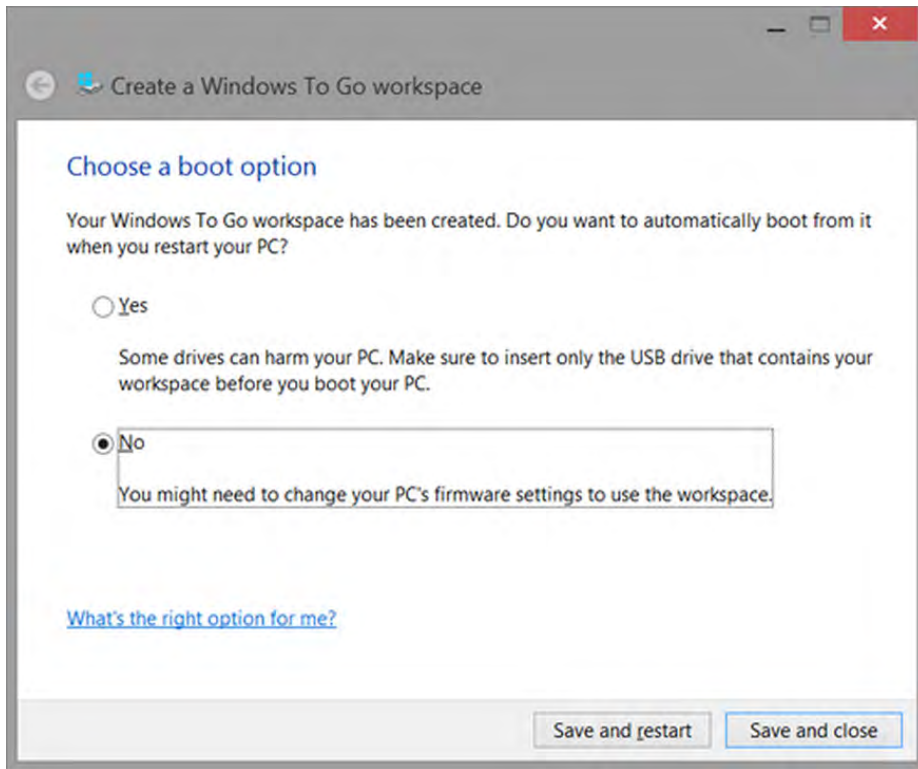 Create a Windows To Go workspace
Choose a boot option
Your Windows To Go workspace has been created. Do you want to automatically boot from it
when you restart your PC?
Yes
Some drives can harm your PC. Make sure to insert only the USB drive that contains your
workspace before you boot your PC.
No
You might need to change your PC's firmware settings to use the workspace.
What's the right option for me?
Save and restart
Save and close